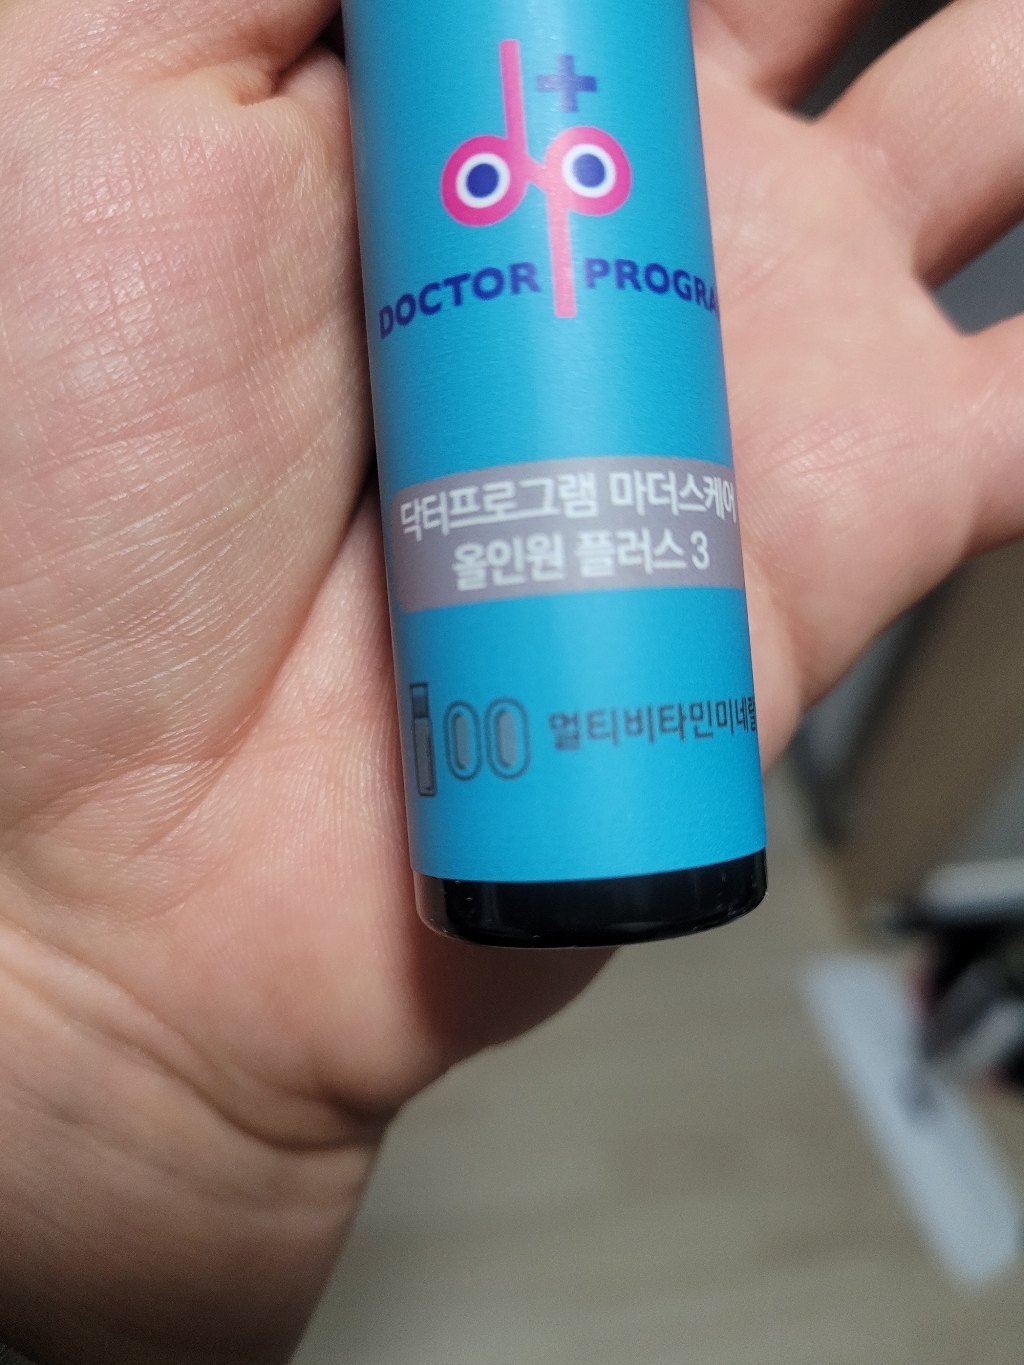 dp+
DOCTOR PROGRA
닥터프로그램 마더스케어
올인원 플러스 3
멀티비타민미네랄